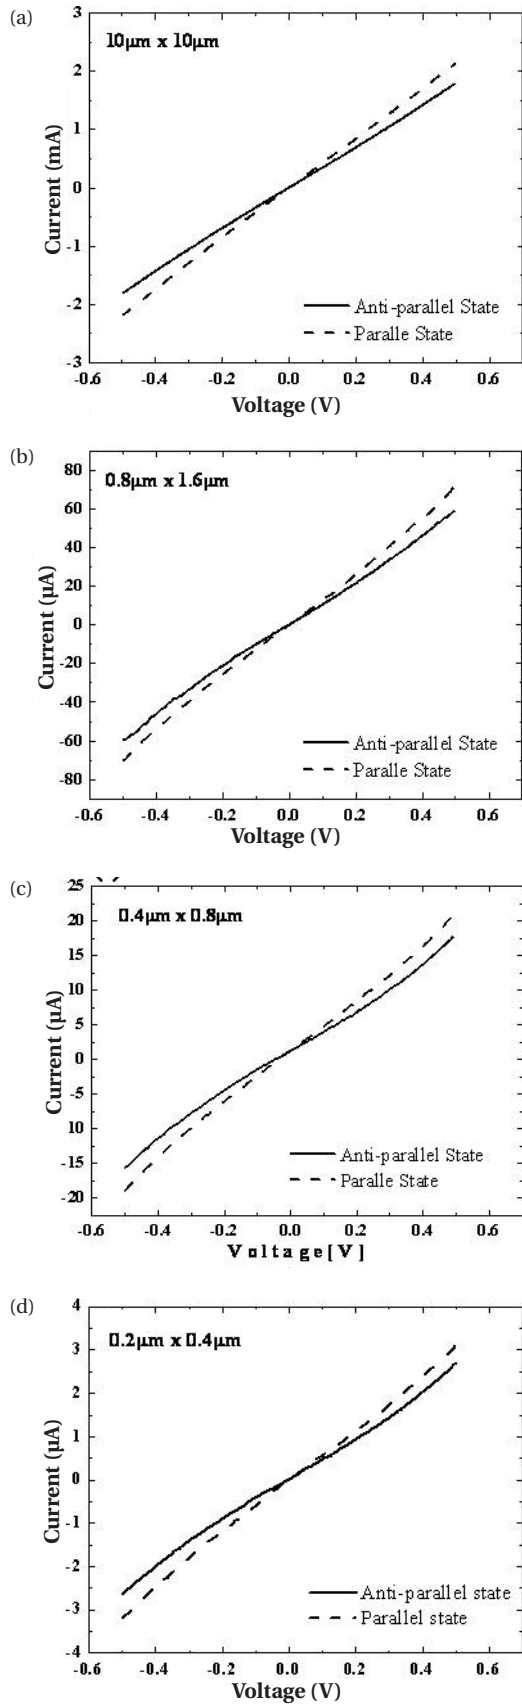 (a)
10µm x 10µm
3
2
1
0
-1
-2
-3
Current (mA)
Anti-parallel State
Paralle State
-0.6
-0.4
-0.2
0.0
0.2
0.4
0.6
Voltage (V)
(b)
0.8µm x 1.6µm
80
60
40
20
0
-20
-40
-60
-80
Current (µA)
Anti-parallel State
Paralle State
-0.6
-0.4
-0.2
0.0
0.2
0.4
0.6
Voltage (V)
(c)
0.4µm x 0.8µm
25
20
15
10
5
0
-5
10
-15
-20
Current (µA)
Anti-parallel State
Paralle State
-0.6
-0.4
-0.2
0.0
0.2
0.4
0.6
Voltage[V]
(d)
0.2µm x 0.4µm
4
3
2
1
0
-1
-2
-3
-4
Current (µA)
Anti-parallel state
Parallel state
-0.6
-0.4
-0.2
0.0
0.2
0.4
0.6
Voltage (V)